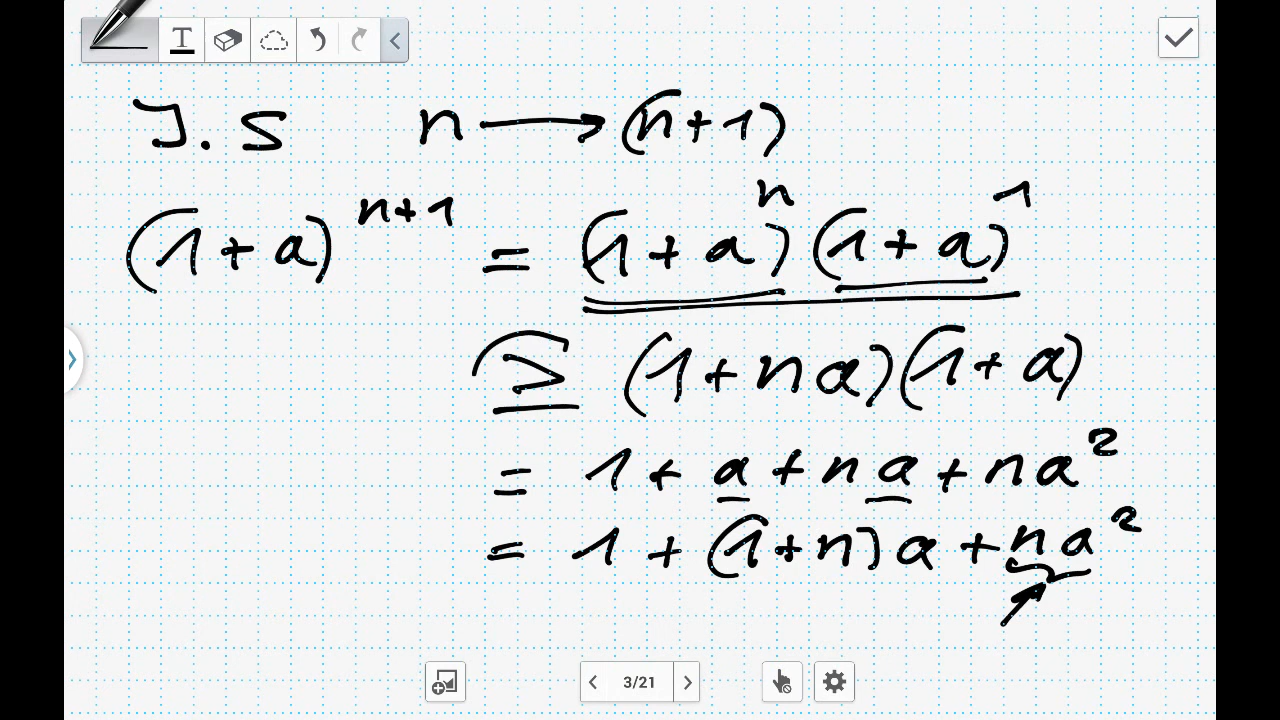 T
J.S n → (n+1)
(1+a)^{n+1} = (1+a)^n (1+a)^1
≥ (1+na)(1+a)
= 1 + a + na + na²
= 1 + (1+n)a + na²
3/21